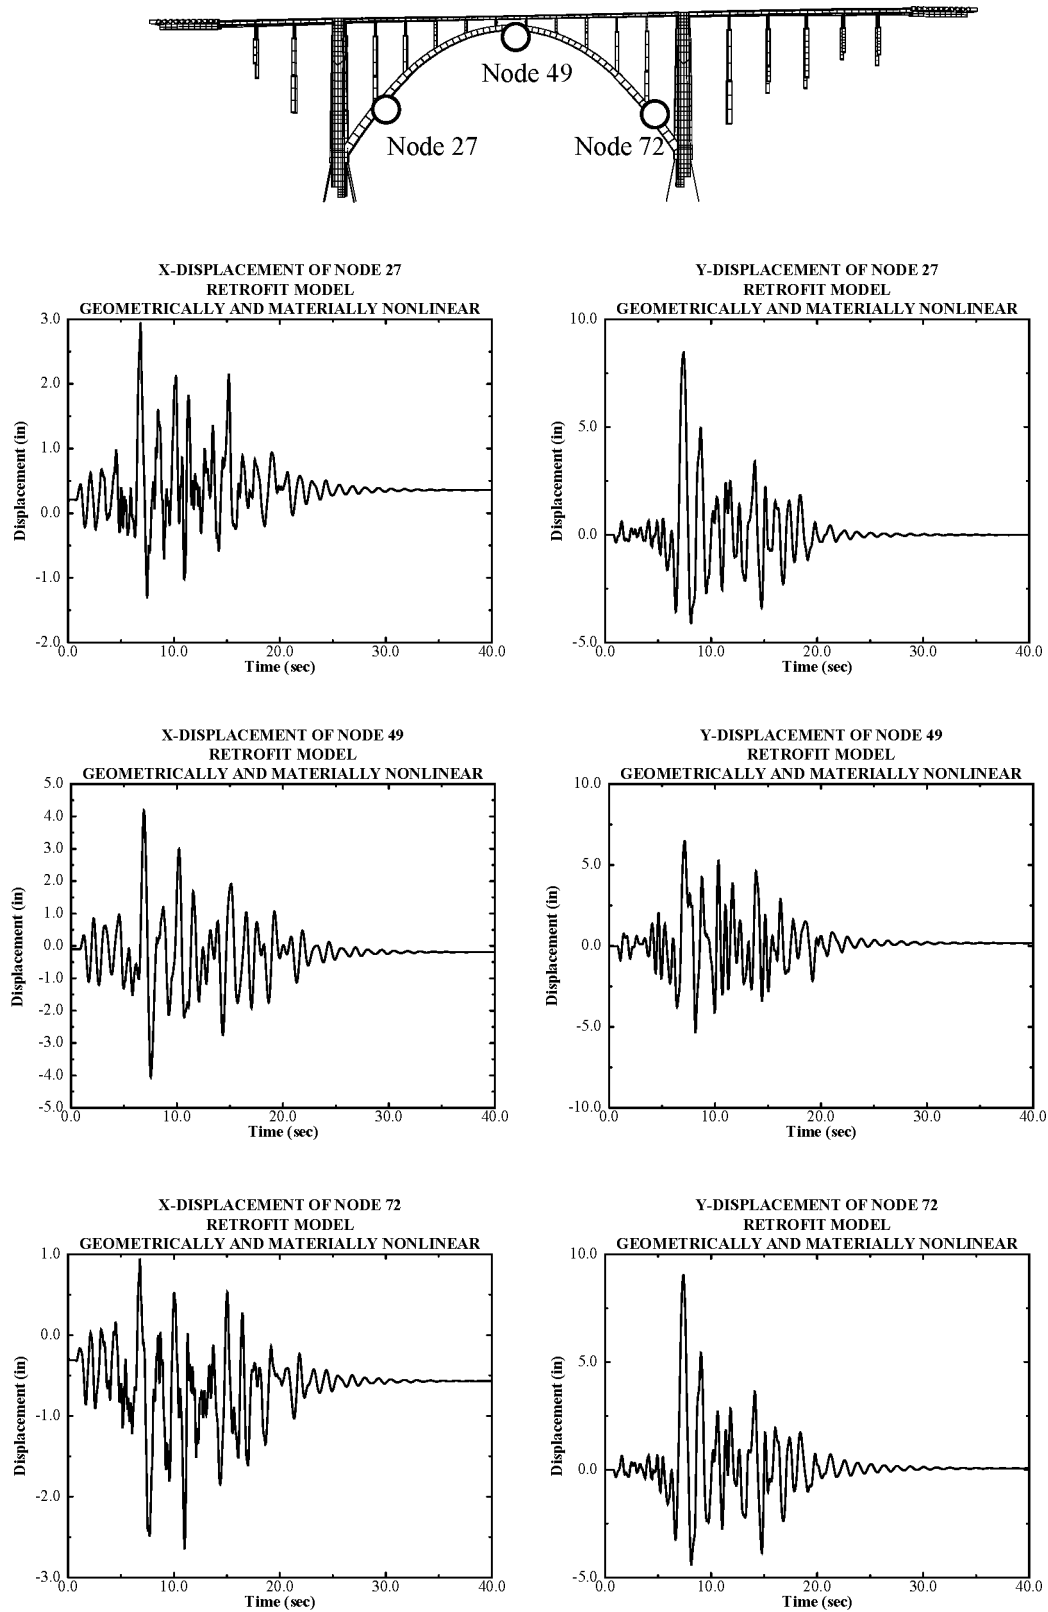 Node 49
Node 27
Node 72
X-DISPLACEMENT OF NODE 27
RETROFIT MODEL
GEOMETRICALLY AND MATERIALLY NONLINEAR
3.0
2.0
1.0
0.0
-1.0
-2.0
Displacement (in)
0.0 10.0 20.0 30.0 40.0
Time (sec)
Y-DISPLACEMENT OF NODE 27
RETROFIT MODEL
GEOMETRICALLY AND MATERIALLY NONLINEAR
10.0
5.0
0.0
-5.0
Displacement (in)
0.0 10.0 20.0 30.0 40.0
Time (sec)
X-DISPLACEMENT OF NODE 49
RETROFIT MODEL
GEOMETRICALLY AND MATERIALLY NONLINEAR
5.0
4.0
3.0
2.0
1.0
0.0
-1.0
-2.0
-3.0
-4.0
-5.0
Displacement (in)
0.0 10.0 20.0 30.0 40.0
Time (sec)
Y-DISPLACEMENT OF NODE 49
RETROFIT MODEL
GEOMETRICALLY AND MATERIALLY NONLINEAR
10.0
5.0
0.0
-5.0
-10.0
Displacement (in)
0.0 10.0 20.0 30.0 40.0
Time (sec)
X-DISPLACEMENT OF NODE 72
RETROFIT MODEL
GEOMETRICALLY AND MATERIALLY NONLINEAR
1.0
0.0
-1.0
-2.0
-3.0
Displacement (in)
0.0 10.0 20.0 30.0 40.0
Time (sec)
Y-DISPLACEMENT OF NODE 72
RETROFIT MODEL
GEOMETRICALLY AND MATERIALLY NONLINEAR
10.0
5.0
0.0
-5.0
Displacement (in)
0.0 10.0 20.0 30.0 40.0
Time (sec)